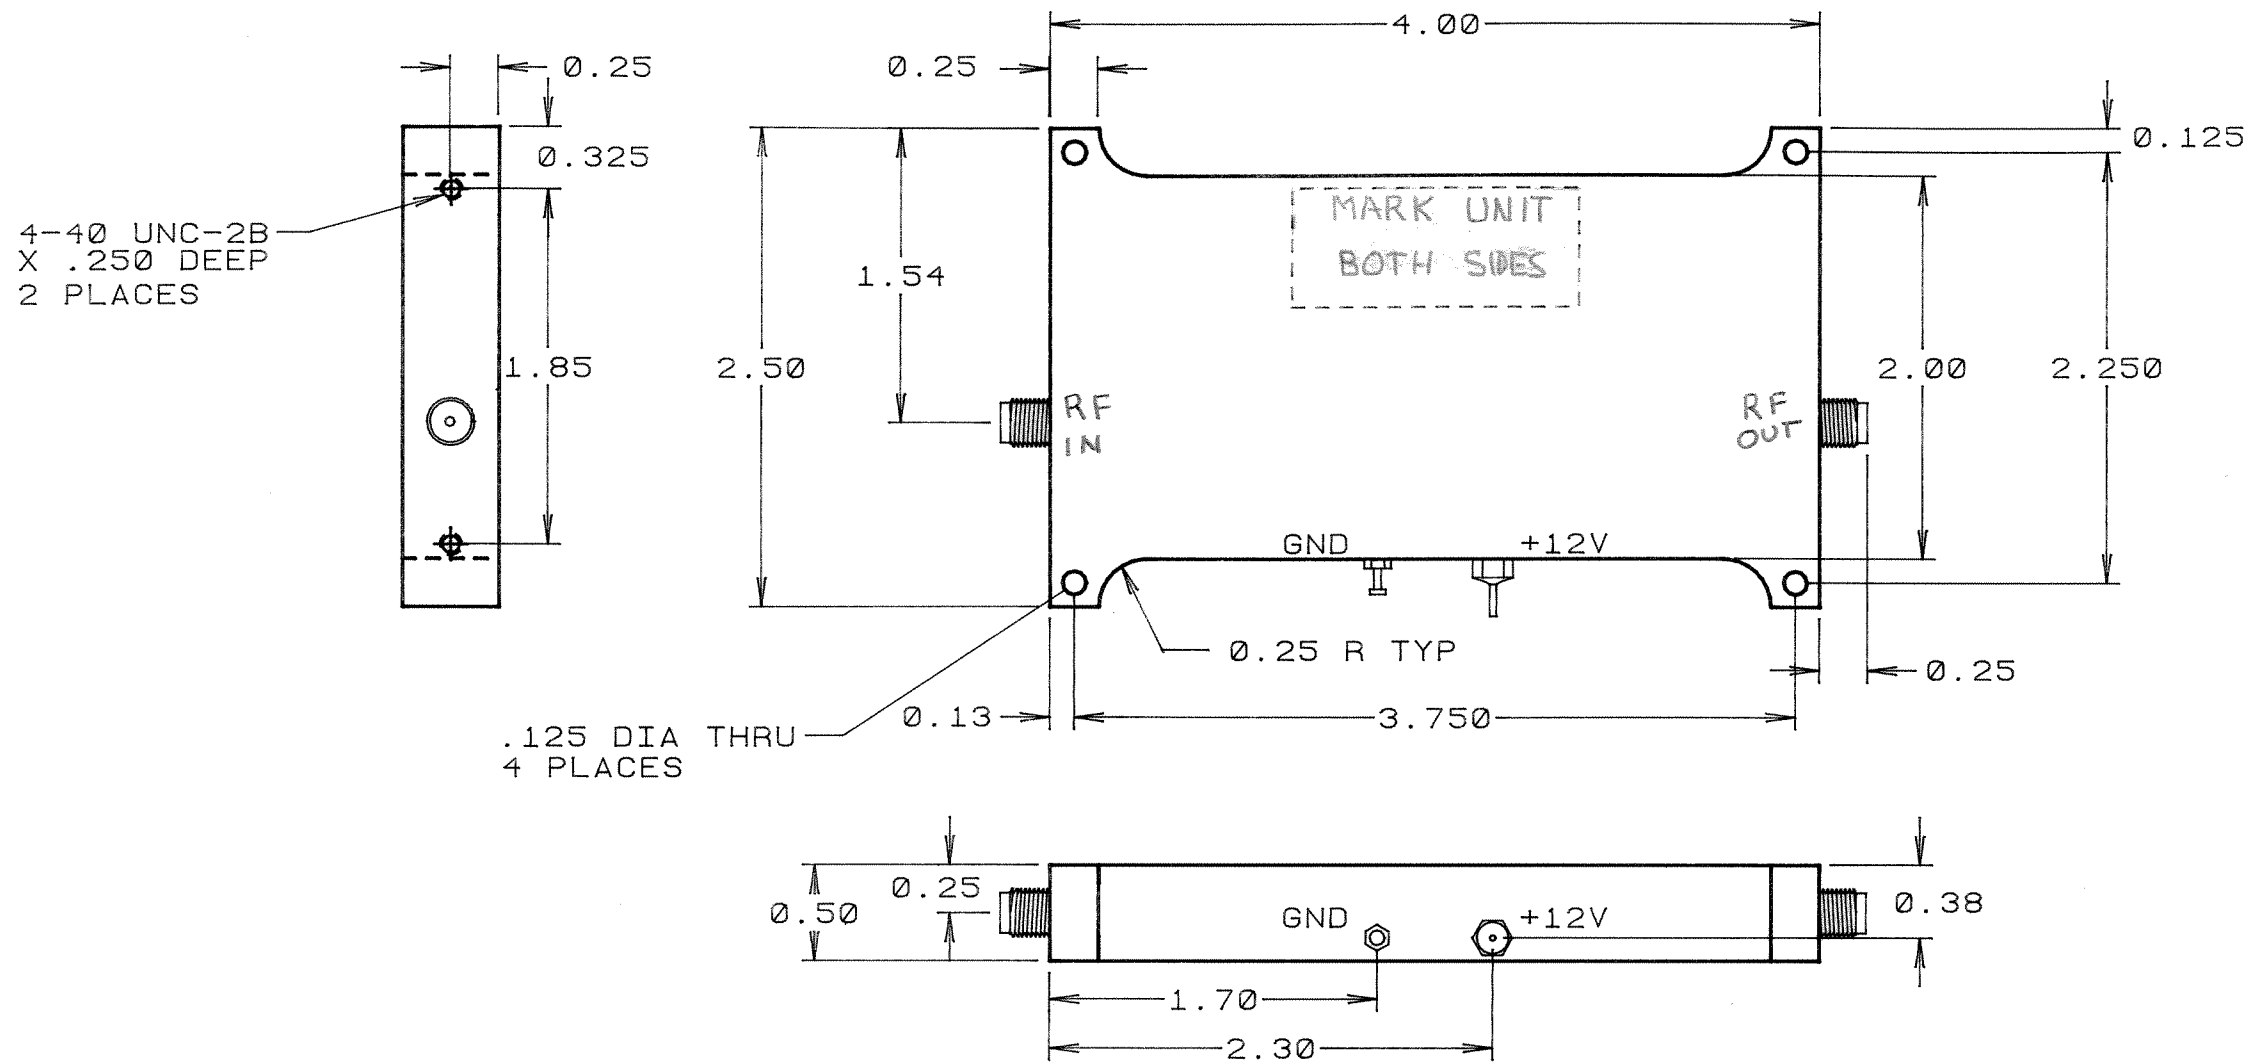 4.00
0.25
0.25
0.125
0.325
MARK UNIT
BOTH SIDES
4-40 UNC-2B
X .250 DEEP
2 PLACES
1.54
1.85
2.50
2.00
2.250
RF
IN
RF
OUT
GND
+12V
0.25 R TYP
0.25
0.13
3.750
.125 DIA THRU
4 PLACES
0.50
0.25
GND
+12V
0.38
1.70
2.30